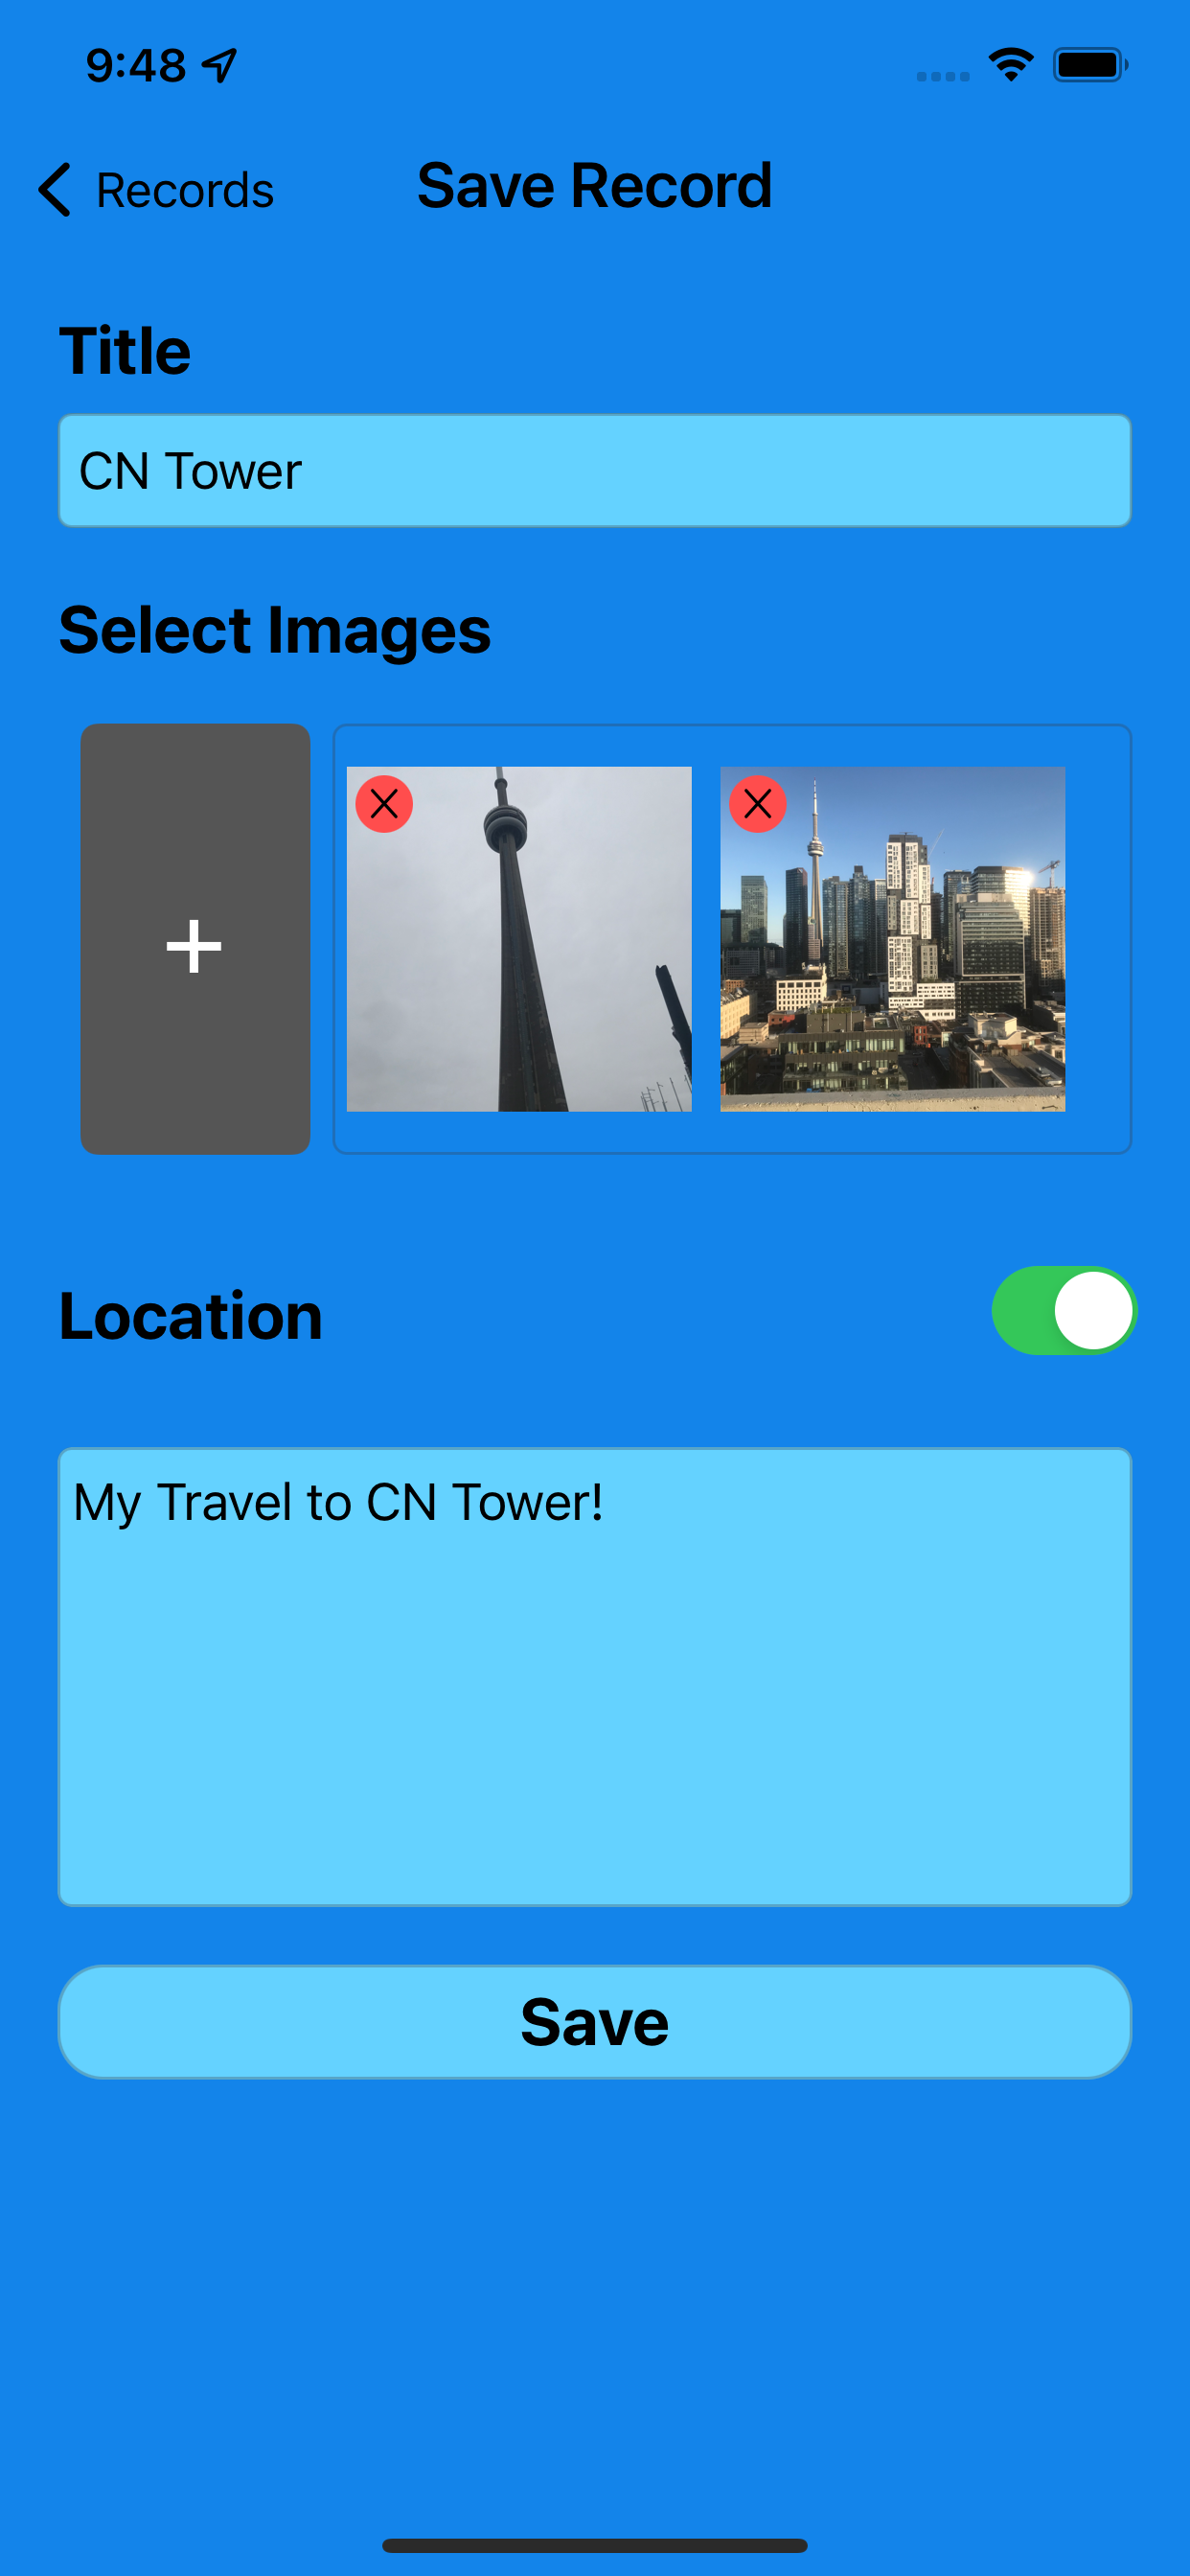 9:48
Records
Save Record
Title
CN Tower
Select Images
+
Location
My Travel to CN Tower!
Save